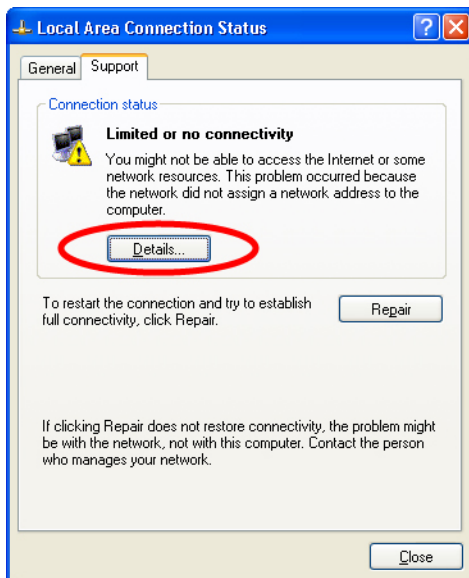 Local Area Connection Status
General Support
Connection status
Limited or no connectivity
You might not be able to access the Internet or some
network resources. This problem occurred because
the network did not assign a network address to the
computer.
Details...
To restart the connection and try to establish
full connectivity, click Repair.
Repair
If clicking Repair does not restore connectivity, the problem might
be with the network, not with this computer. Contact the person
who manages your network.
Close